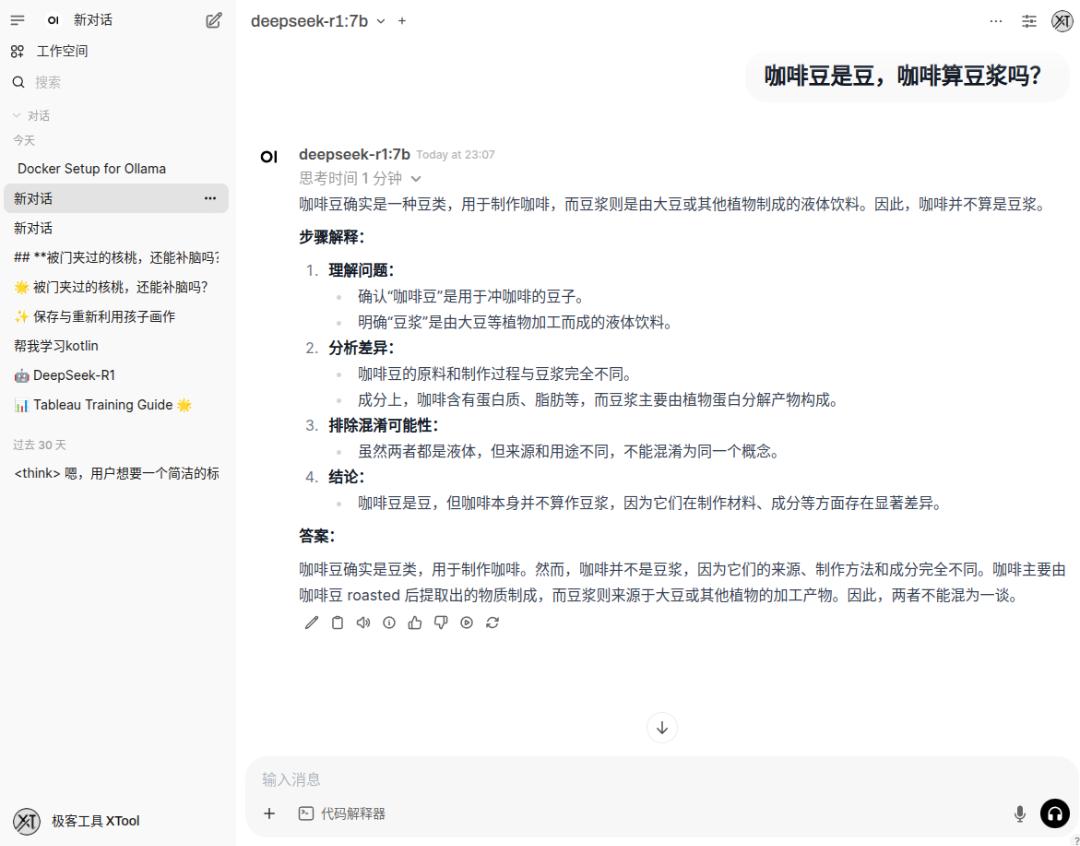 OI 新对话
工作空间
搜索
对话
今天
Docker Setup for Ollama
新对话
新对话
## **被门夹过的核桃，还能补脑吗?
🌟 被门夹过的核桃，还能补脑吗?
✨ 保存与重新利用孩子画作
帮我学习kotlin
🤖 DeepSeek-R1
📊 Tableau Training Guide 🌟
过去 30 天
<think> 嗯，用户想要一个简洁的标
XT 极客工具 XTool
deepseek-r1:7b
XT
咖啡豆是豆，咖啡算豆浆吗?
OI deepseek-r1:7b Today at 23:07
思考时间 1 分钟
咖啡豆确实是一种豆类，用于制作咖啡，而豆浆则是由大豆或其他植物制成的液体饮料。因此，咖啡并不算是豆浆。
步骤解释：
1. 理解问题：
确认“咖啡豆”是用于冲咖啡的豆子。
明确“豆浆”是由大豆等植物加工而成的液体饮料。
2. 分析差异：
咖啡豆的原料和制作过程与豆浆完全不同。
成分上，咖啡含有蛋白质、脂肪等，而豆浆主要由植物蛋白分解产物构成。
3. 排除混淆可能性：
虽然两者都是液体，但来源和用途不同，不能混淆为同一个概念。
4. 结论：
咖啡豆是豆，但咖啡本身并不算作豆浆，因为它们在制作材料、成分等方面存在显著差异。
答案：
咖啡豆确实是豆类，用于制作咖啡。然而，咖啡并不是豆浆，因为它们的来源、制作方法和成分完全不同。咖啡主要由
咖啡豆 roasted 后提取出的物质制成，而豆浆则来源于大豆或其他植物的加工产物。因此，两者不能混为一谈。
输入消息
代码解释器
?